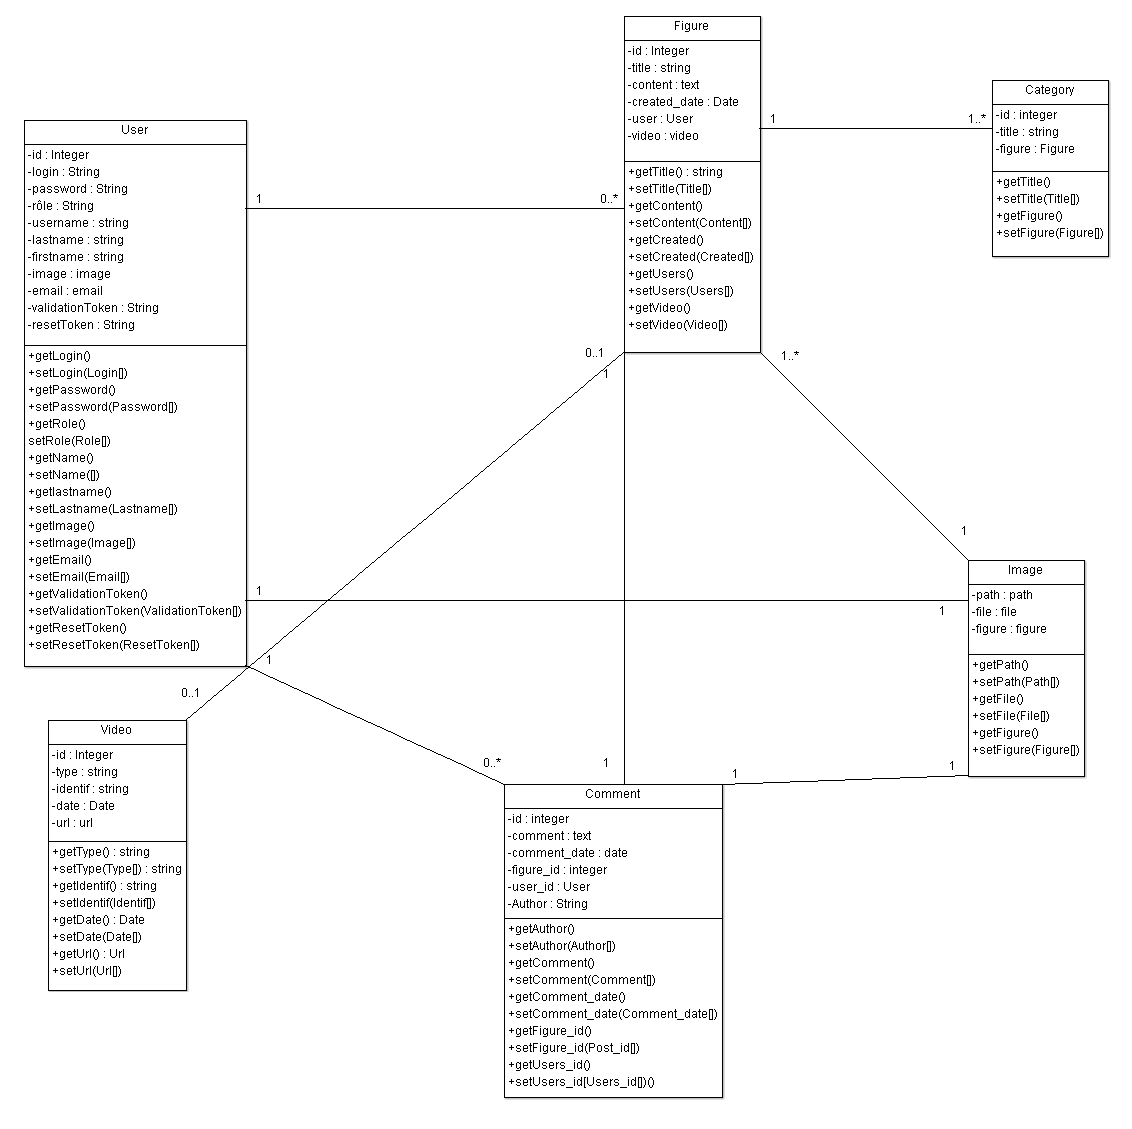 Figure
-id : Integer
-title : string
-content : text
-created_date : Date
-user : User
-video : video
+getTitle() : string
+setTitle(Title[])
+getContent()
+setContent(Content[])
+getCreated()
+setCreated(Created[])
+getUsers()
+setUsers(Users[])
+getVideo()
+setVideo(Video[])
1
1..*
Category
-id : integer
-title : string
-figure : Figure
+getTitle()
+setTitle(Title[])
+getFigure()
+setFigure(Figure[])
User
-id : Integer
-login : String
-password : String
-rôle : String
-username : string
-lastname : string
-firstname : string
-image : image
-email : email
-validationToken : String
-resetToken : String
+getLogin()
+setLogin(Login[])
+getPassword()
+setPassword(Password[])
+getRole()
setRole(Role[])
+getName()
+setName([])
+getlastname()
+setLastname(Lastname[])
+getImage()
+setImage(Image[])
+getEmail()
+setEmail(Email[])
+getValidationToken()
+setValidationToken(ValidationToken[])
+getResetToken()
+setResetToken(ResetToken[])
1
0..*
0..1
1
1..*
1
1
1
1
0..1
0..*
1
1
1
Image
-path : path
-file : file
-figure : figure
+getPath()
+setPath(Path[])
+getFile()
+setFile(File[])
+getFigure()
+setFigure(Figure[])
Video
-id : Integer
-type : string
-identif : string
-date : Date
-url : url
+getType() : string
+setType(Type[]) : string
+getIdentif() : string
+setIdentif(Identif[])
+getDate() : Date
+setDate(Date[])
+getUrl() : Url
+setUrl(Url[])
Comment
-id : integer
-comment : text
-comment_date : date
-figure_id : integer
-user_id : User
-Author : String
+getAuthor()
+setAuthor(Author[])
+getComment()
+setComment(Comment[])
+getComment_date()
+setComment_date(Comment_date[])
+getFigure_id()
+setFigure_id(Post_id[])
+getUsers_id()
+setUsers_id[Users_id[])()